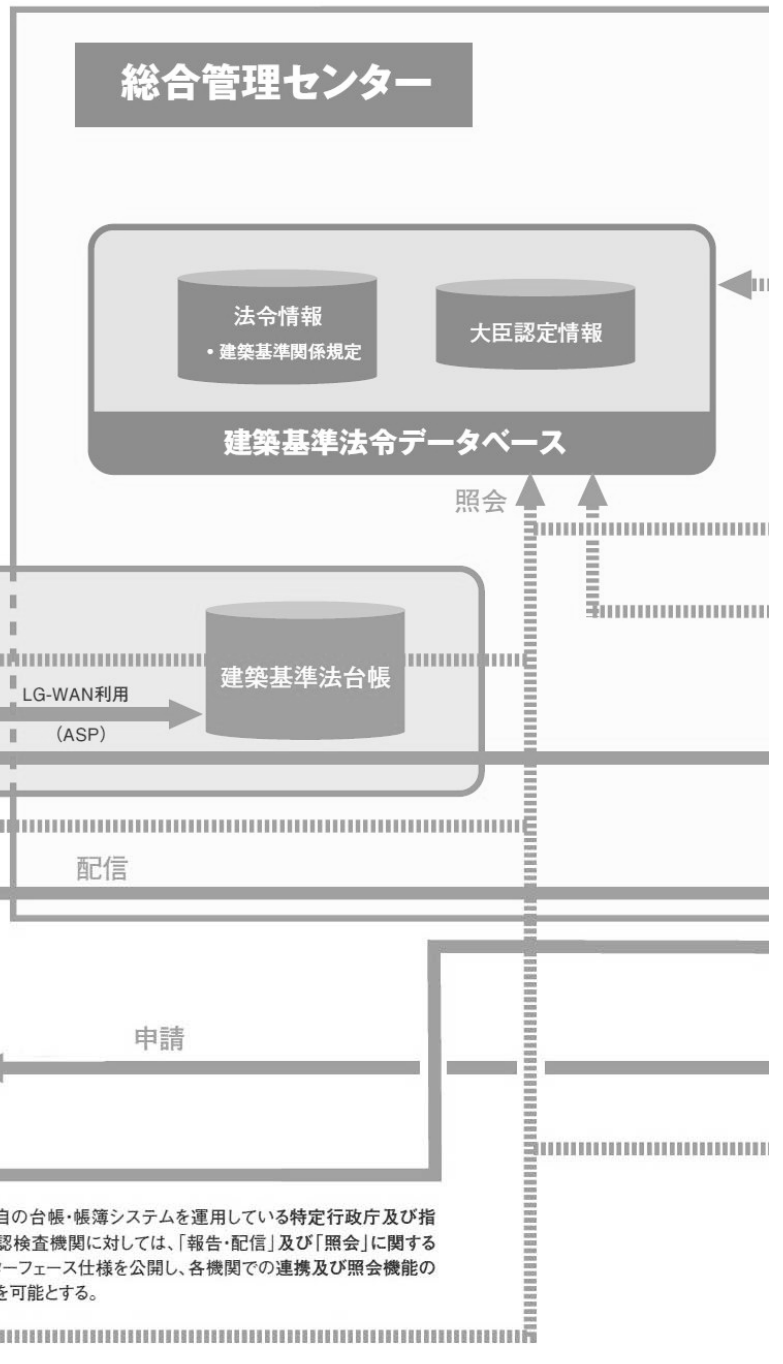 総合管理センター
法令情報
・建築基準関係規定
大臣認定情報
建築基準法令データベース
照会
建築基準法台帳
LG-WAN利用
(ASP)
配信
申請
自の台帳・帳簿システムを運用している特定行政庁及び指
認検査機関に対しては、「報告・配信」及び「照会」に関する
ターフェース仕様を公開し、各機関での連携及び照会機能の
を可能とする。